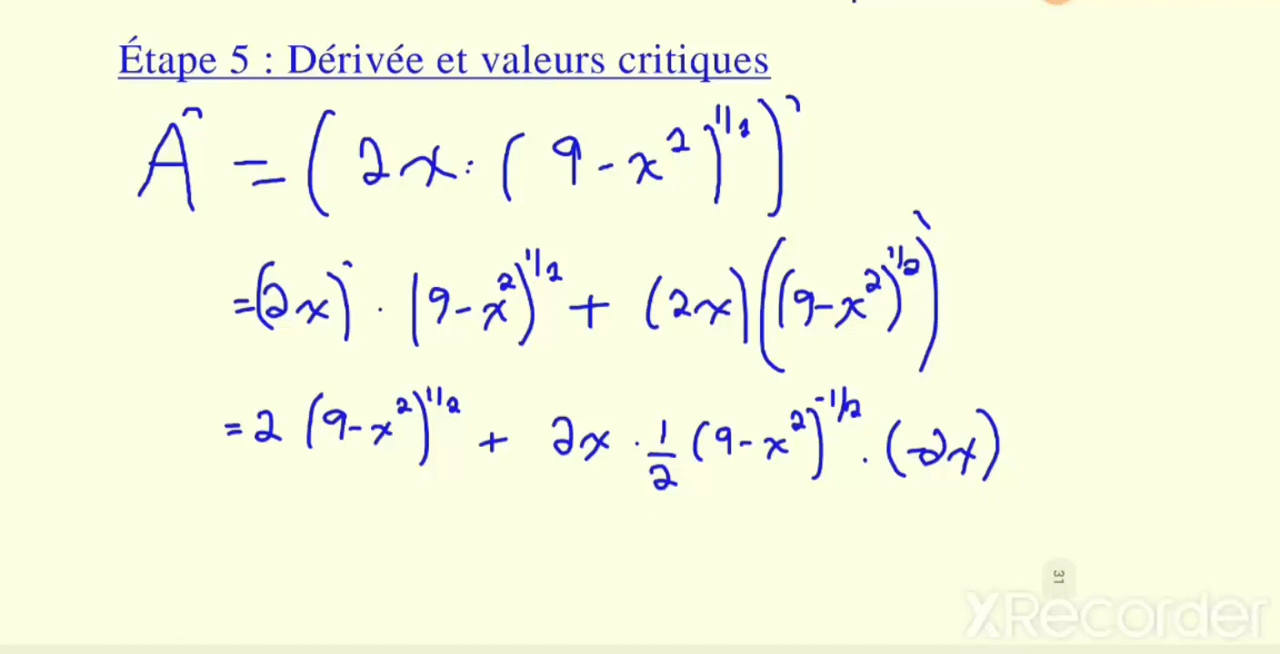 Étape 5 : Dérivée et valeurs critiques
A' = (2x · (9 - x²)^{1/2})'
= (2x)' · (9 - x²)^{1/2} + (2x)((9 - x²)^{1/2})'
= 2 (9 - x²)^{1/2} + 2x · 1/2 (9 - x²)^{-1/2} · (-2x)
31
XRecorder